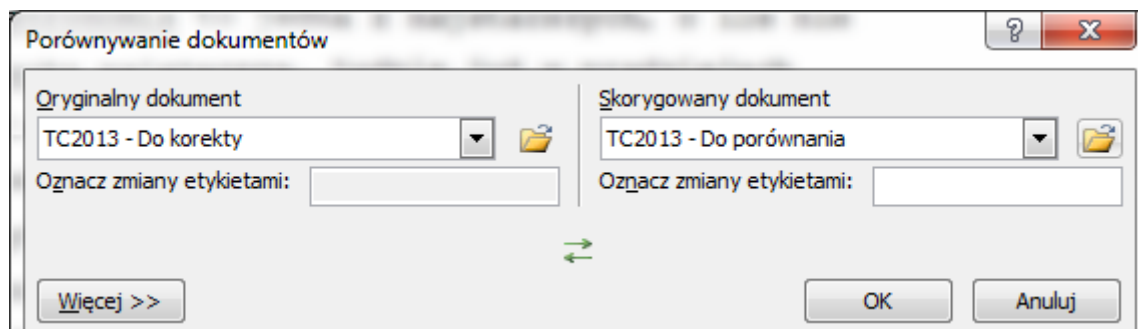 Porównywanie dokumentów
?
X
Oryginalny dokument
TC2013 - Do korekty
Oznacz zmiany etykietami:
Skorygowany dokument
TC2013 - Do porównania
Oznacz zmiany etykietami:
Więcej >>
OK
Anuluj